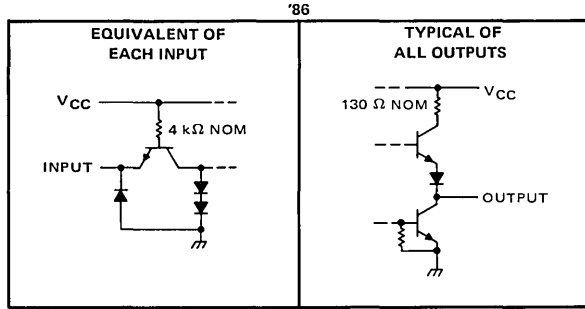 '86
EQUIVALENT OF
EACH INPUT
VCC
4 kΩ NOM
INPUT
TYPICAL OF
ALL OUTPUTS
VCC
130 Ω NOM
OUTPUT